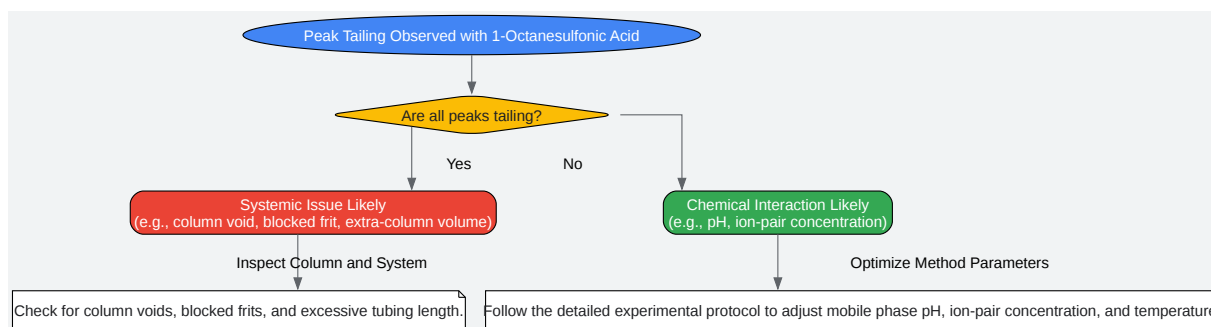 Peak Tailing Observed with 1-Octanesulfonic Acid
Are all peaks tailing?
Yes
No
Systemic Issue Likely
(e.g., column void, blocked frit, extra-column volume)
Chemical Interaction Likely
(e.g., pH, ion-pair concentration)
Inspect Column and System
Optimize Method Parameters
Check for column voids, blocked frits, and excessive tubing length.
Follow the detailed experimental protocol to adjust mobile phase pH, ion-pair concentration, and temperature